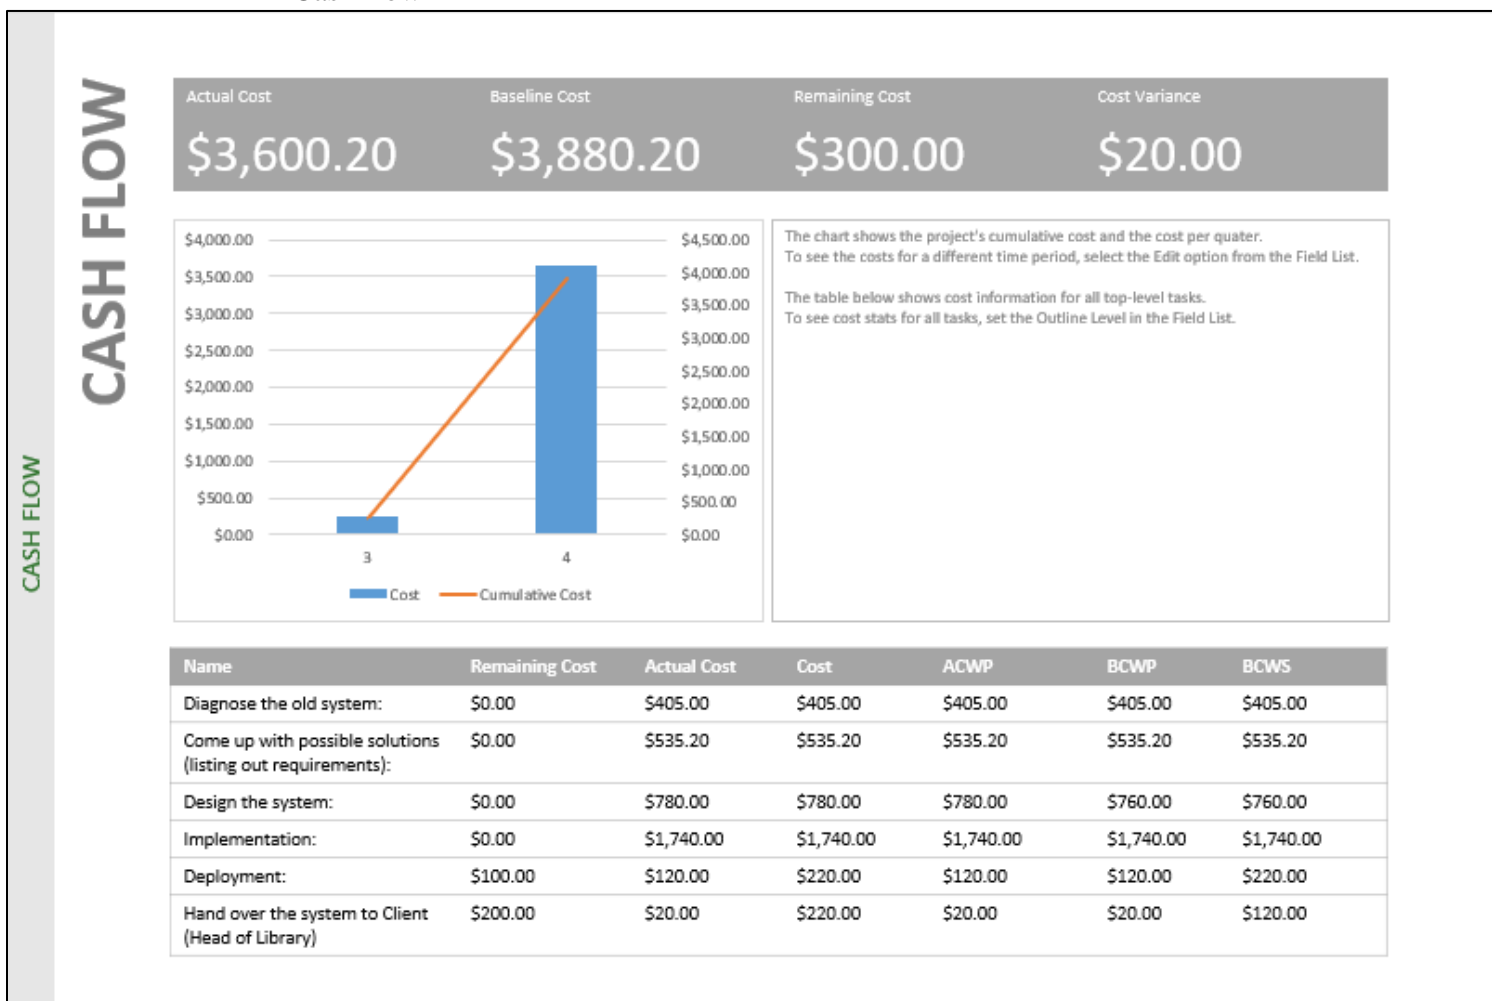 CASH FLOW
CASH FLOW
Actual Cost Baseline Cost Remaining Cost Cost Variance
$3,600.20 $3,880.20 $300.00 $20.00
$4,000.00
$3,500.00
$3,000.00
$2,500.00
$2,000.00
$1,500.00
$1,000.00
$500.00
$0.00
$4,500.00
$4,000.00
$3,500.00
$3,000.00
$2,500.00
$2,000.00
$1,500.00
$1,000.00
$500.00
$0.00
3 4
Cost Cumulative Cost
The chart shows the project's cumulative cost and the cost per quater.
To see the costs for a different time period, select the Edit option from the Field List.
The table below shows cost information for all top-level tasks.
To see cost stats for all tasks, set the Outline Level in the Field List.
Name Remaining Cost Actual Cost Cost ACWP BCWP BCWS
Diagnose the old system: $0.00 $405.00 $405.00 $405.00 $405.00 $405.00
Come up with possible solutions $0.00 $535.20 $535.20 $535.20 $535.20 $535.20
(listing out requirements):
Design the system: $0.00 $780.00 $780.00 $780.00 $760.00 $760.00
Implementation: $0.00 $1,740.00 $1,740.00 $1,740.00 $1,740.00 $1,740.00
Deployment: $100.00 $120.00 $220.00 $120.00 $120.00 $220.00
Hand over the system to Client $200.00 $20.00 $220.00 $20.00 $20.00 $120.00
(Head of Library)